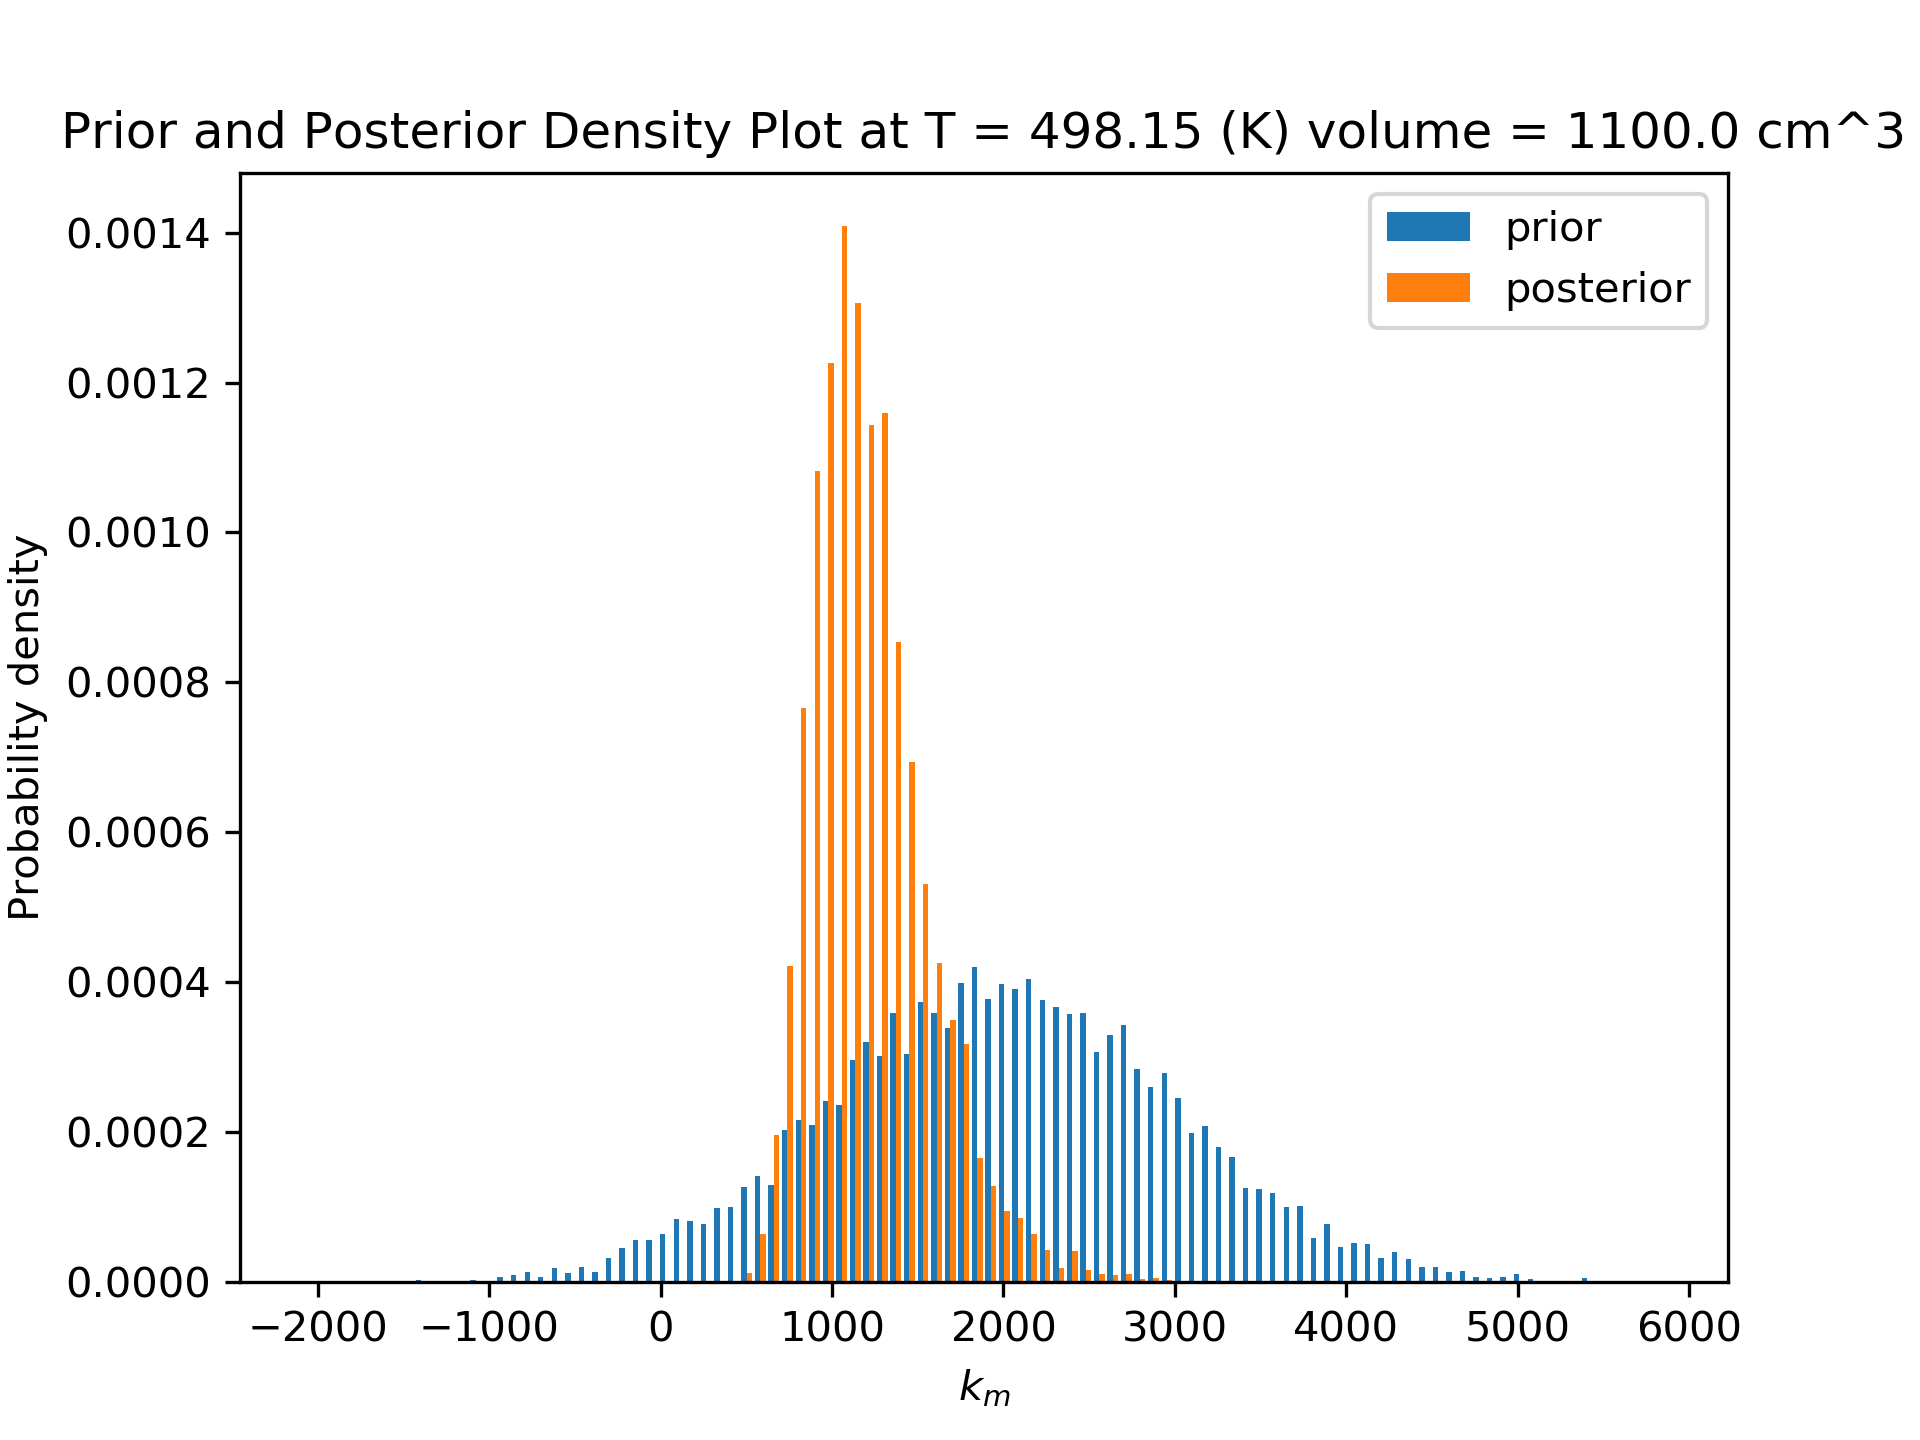 Prior and Posterior Density Plot at T = 498.15 (K) volume = 1100.0 cm^3
prior
posterior
0.0014
0.0012
0.0010
0.0008
0.0006
0.0004
0.0002
0.0000
Probability density
−2000 −1000 0 1000 2000 3000 4000 5000 6000
k_m